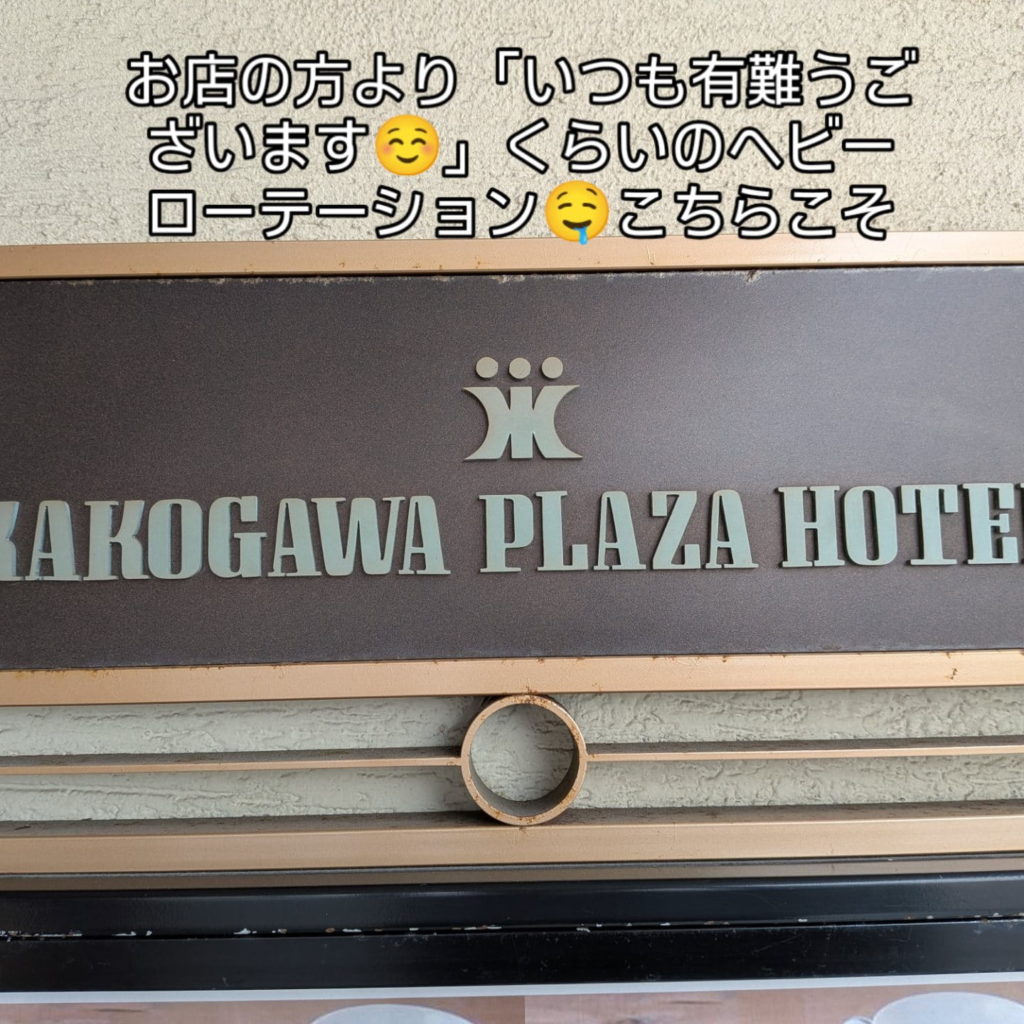 お店の方より「いつも有難うご
ざいます☺️」くらいのヘビー
ローテーション🤤こちらこそ
KAKOGAWA PLAZA HOTEL